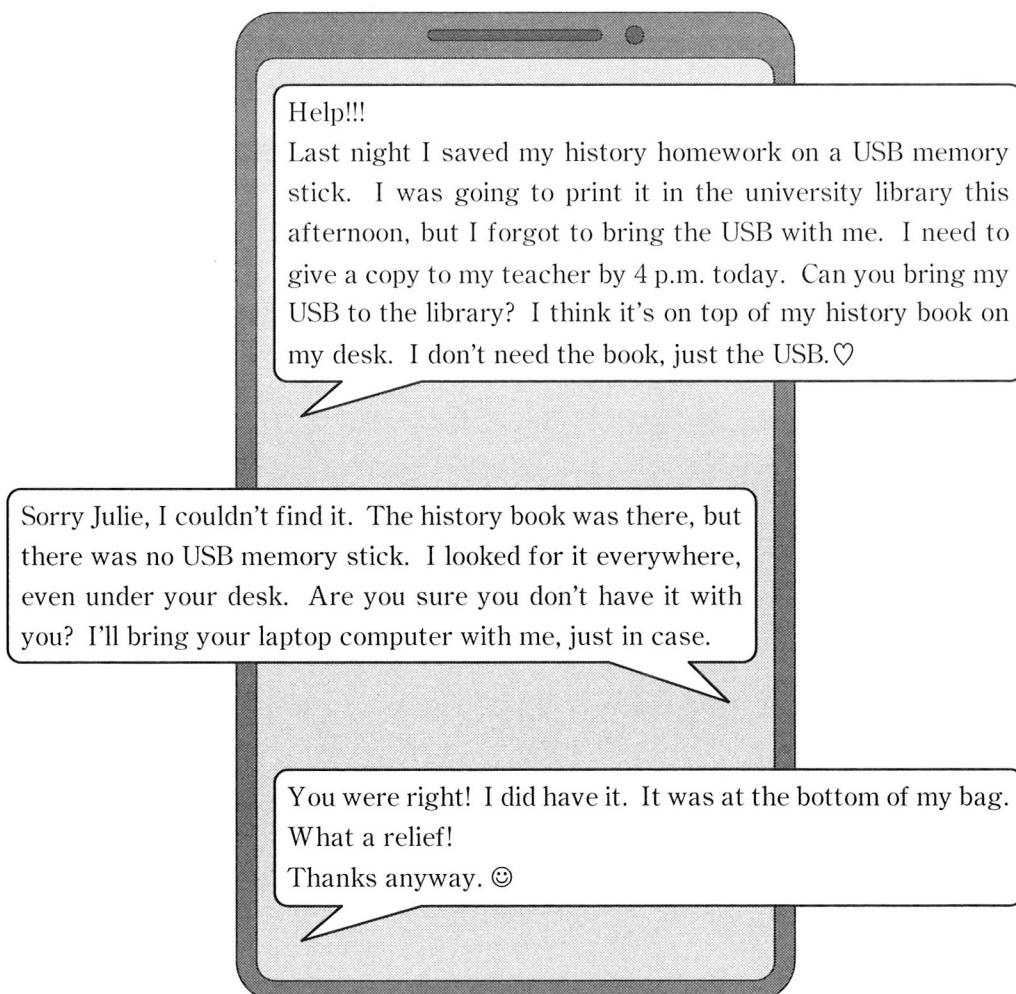 Help!!!
Last night I saved my history homework on a USB memory
stick. I was going to print it in the university library this
afternoon, but I forgot to bring the USB with me. I need to
give a copy to my teacher by 4 p.m. today. Can you bring my
USB to the library? I think it's on top of my history book on
my desk. I don't need the book, just the USB.♡
Sorry Julie, I couldn't find it. The history book was there, but
there was no USB memory stick. I looked for it everywhere,
even under your desk. Are you sure you don't have it with
you? I'll bring your laptop computer with me, just in case.
You were right! I did have it. It was at the bottom of my bag.
What a relief!
Thanks anyway. ☺